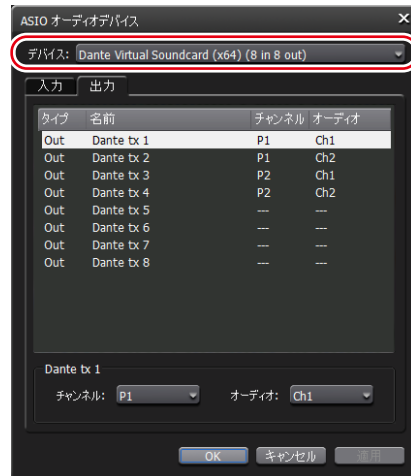 ASIO オーディオデバイス ×
デバイス: Dante Virtual Soundcard (x64) (8 in 8 out)
入力 出力
タイプ 名前 チャンネル オーディオ
Out Dante tx 1 P1 Ch1
Out Dante tx 2 P1 Ch2
Out Dante tx 3 P2 Ch1
Out Dante tx 4 P2 Ch2
Out Dante tx 5 --- ---
Out Dante tx 6 --- ---
Out Dante tx 7 --- ---
Out Dante tx 8 --- ---
Dante tx 1
チャンネル: P1 オーディオ: Ch1
OK キャンセル 適用